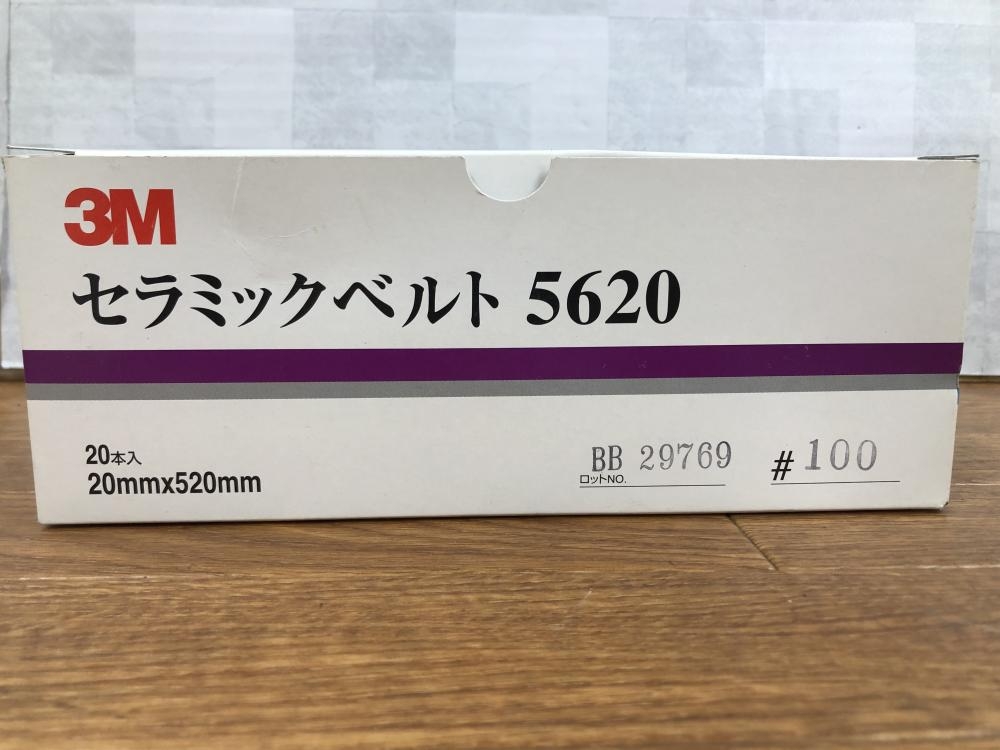 3M
セラミックベルト 5620
20本入
20mmx520mm
BB 29769
ロットNO.
#100